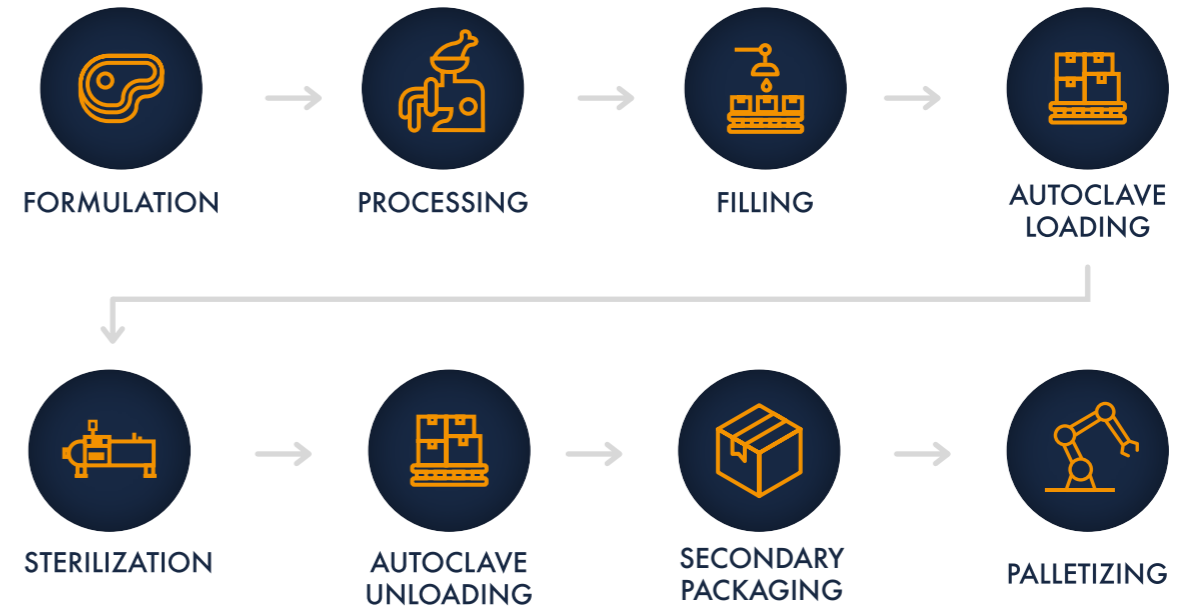 FORMULATION
PROCESSING
FILLING
AUTOCLAVE
LOADING
STERILIZATION
AUTOCLAVE
UNLOADING
SECONDARY
PACKAGING
PALLETIZING